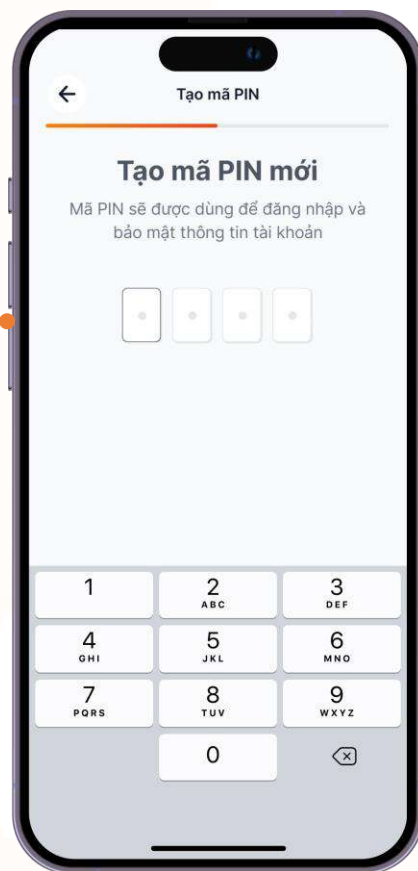 Tạo mã PIN
Tạo mã PIN mới
Mã PIN sẽ được dùng để đăng nhập và
bảo mật thông tin tài khoản
1 2 3
ABC DEF
4 5 6
GHI JKL MNO
7 8 9
PQRS TUV WXYZ
0